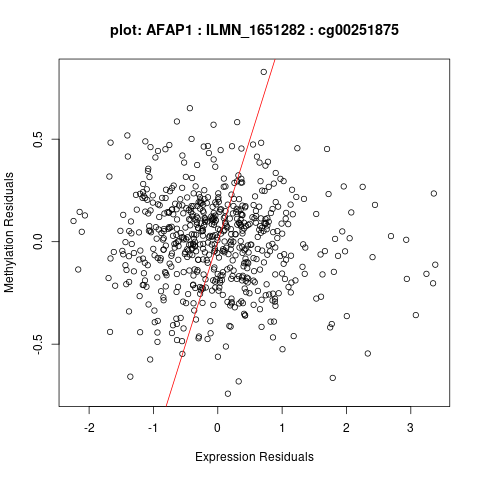 plot: AFAP1 : ILMN_1651282 : cg00251875
Methylation Residuals
0.5
0.0
-0.5
-2 -1 0 1 2 3
Expression Residuals